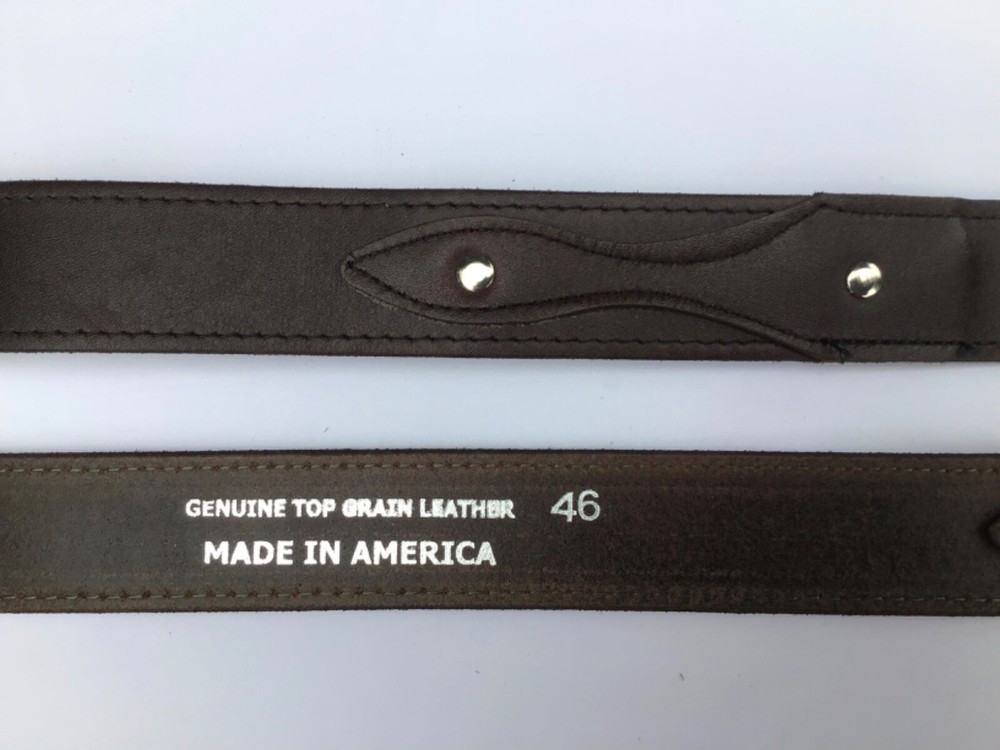 GENUINE TOP GRAIN LEATHER 46
MADE IN AMERICA